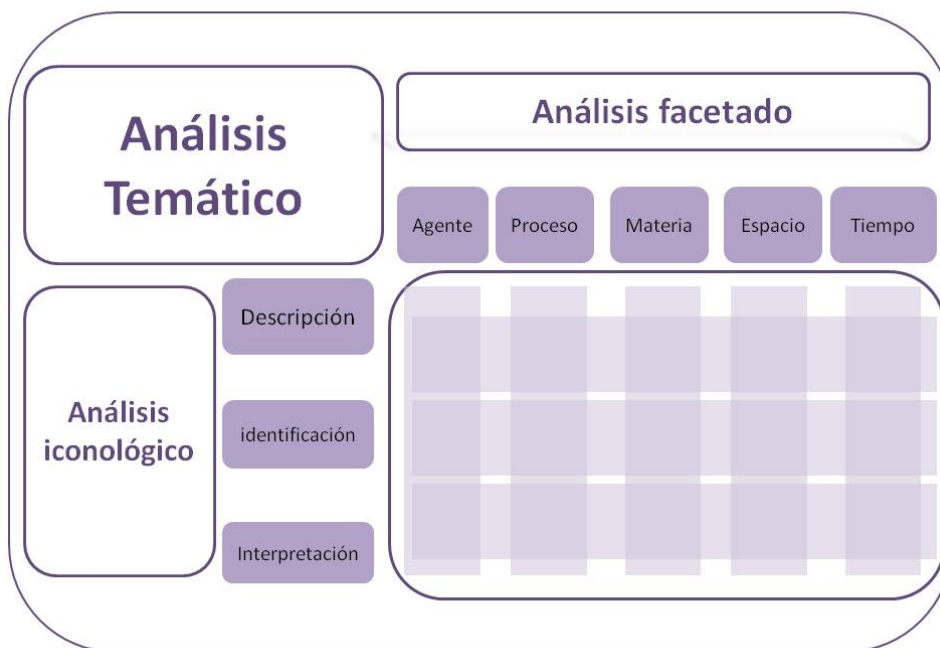 Análisis
Temático
Análisis facetado
Agente
Proceso
Materia
Espacio
Tiempo
Análisis
iconológico
Descripción
identificación
Interpretación